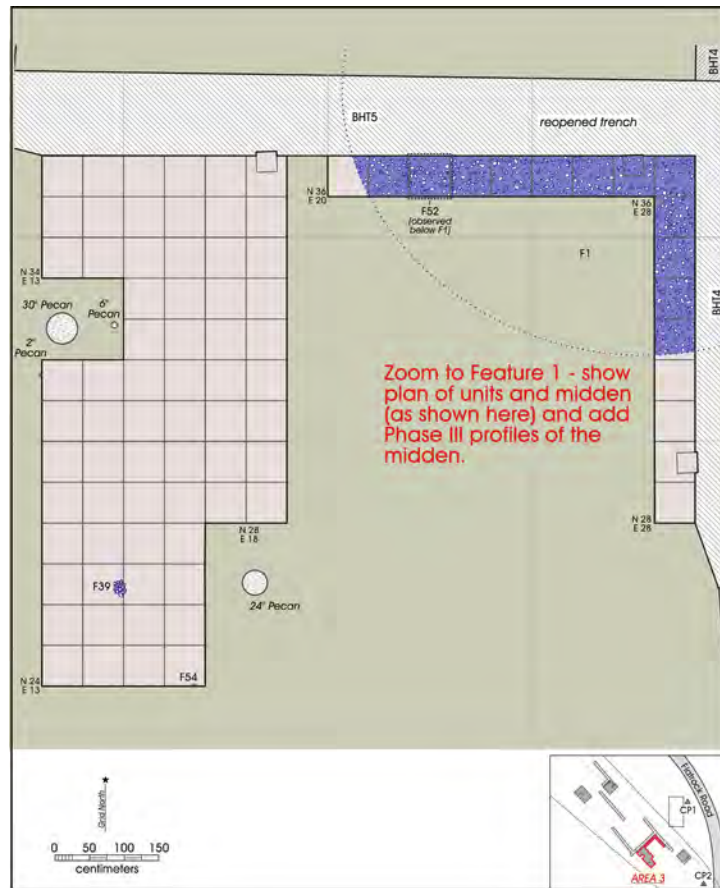 BHT4
BHT5
reopened trench
N 36
E 20
F52
[observed
below F1]
N 36
E 28
F1
N 34
E 13
30" Pecan
6"
Pecan
2"
Pecan
BHT4
Zoom to Feature 1 - show
plan of units and midden
(as shown here) and add
Phase III profiles of the
midden.
N 28
E 18
N 28
E 28
F39
24" Pecan
F54
N 24
E 13
Grid North
0 50 100 150
centimeters
Flatrock Road
CP1
AREA 3
CP2